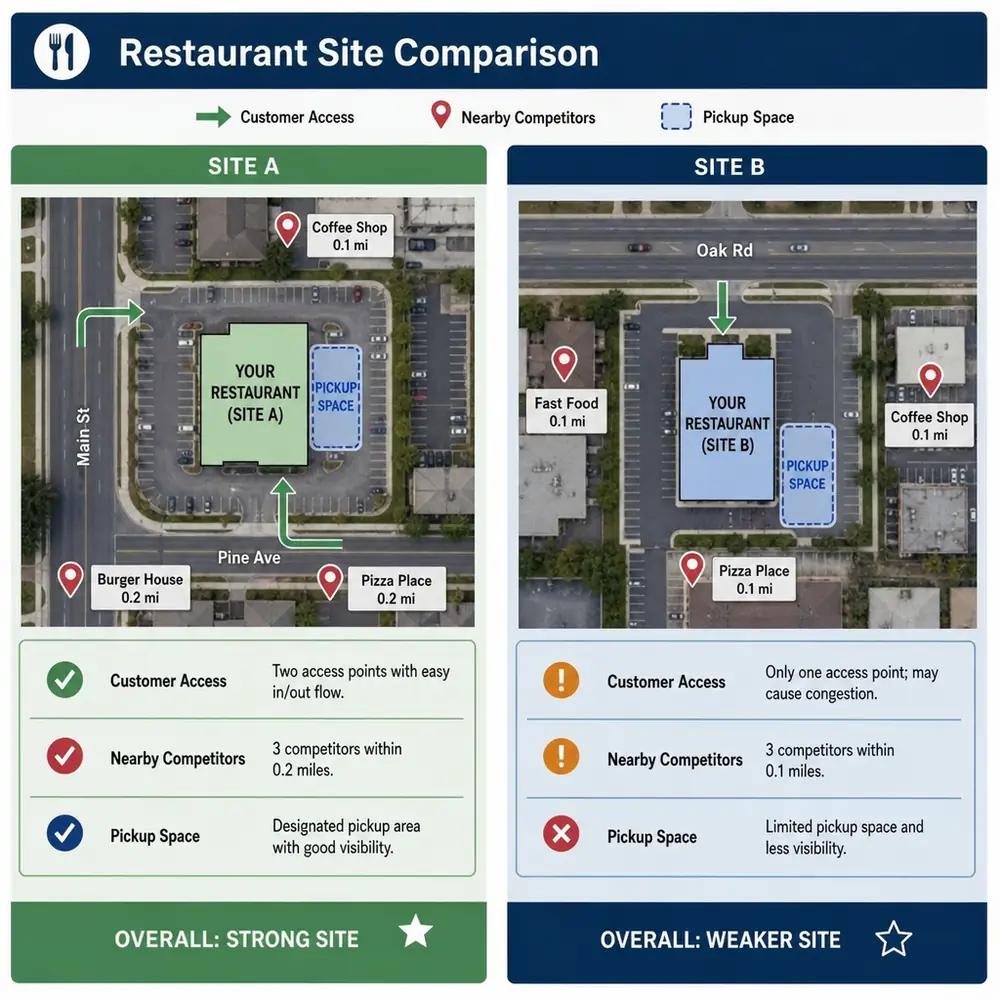 Restaurant Site Comparison
Customer Access
Nearby Competitors
Pickup Space
SITE A
Coffee Shop
0.1 mi
YOUR
RESTAURANT
(SITE A)
PICKUP
SPACE
Main St
Pine Ave
Burger House
0.2 mi
Pizza Place
0.2 mi
Customer Access
Two access points with easy
in/out flow.
Nearby Competitors
3 competitors within
0.2 miles.
Pickup Space
Designated pickup area
with good visibility.
OVERALL: STRONG SITE
SITE B
Oak Rd
Fast Food
0.1 mi
YOUR
RESTAURANT
(SITE B)
Coffee Shop
0.1 mi
PICKUP
SPACE
Pizza Place
0.1 mi
Customer Access
Only one access point; may
cause congestion.
Nearby Competitors
3 competitors within
0.1 miles.
Pickup Space
Limited pickup space and
less visibility.
OVERALL: WEAKER SITE